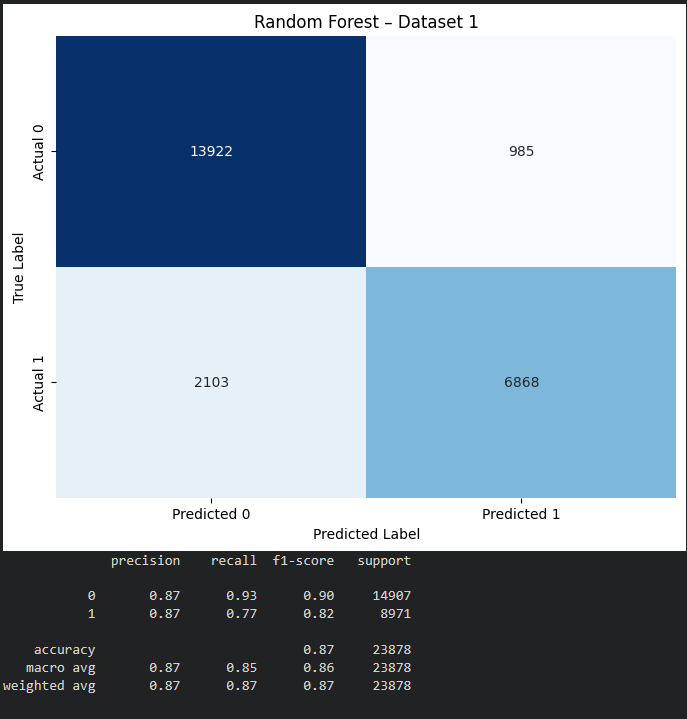 Random Forest – Dataset 1
True Label
Actual 0
13922 985
Actual 1
2103 6868
Predicted 0 Predicted 1
Predicted Label
precision recall f1-score support
0 0.87 0.93 0.90 14907
1 0.87 0.77 0.82 8971
accuracy 0.87 23878
macro avg 0.87 0.85 0.86 23878
weighted avg 0.87 0.87 0.87 23878